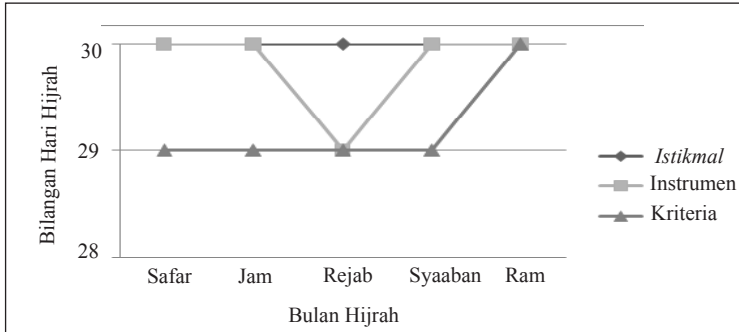 Bilangan Hari Hijrah
30
29
28
Safar Jam Rejab Syaaban Ram
Bulan Hijrah
Istikmal
Instrumen
Kriteria